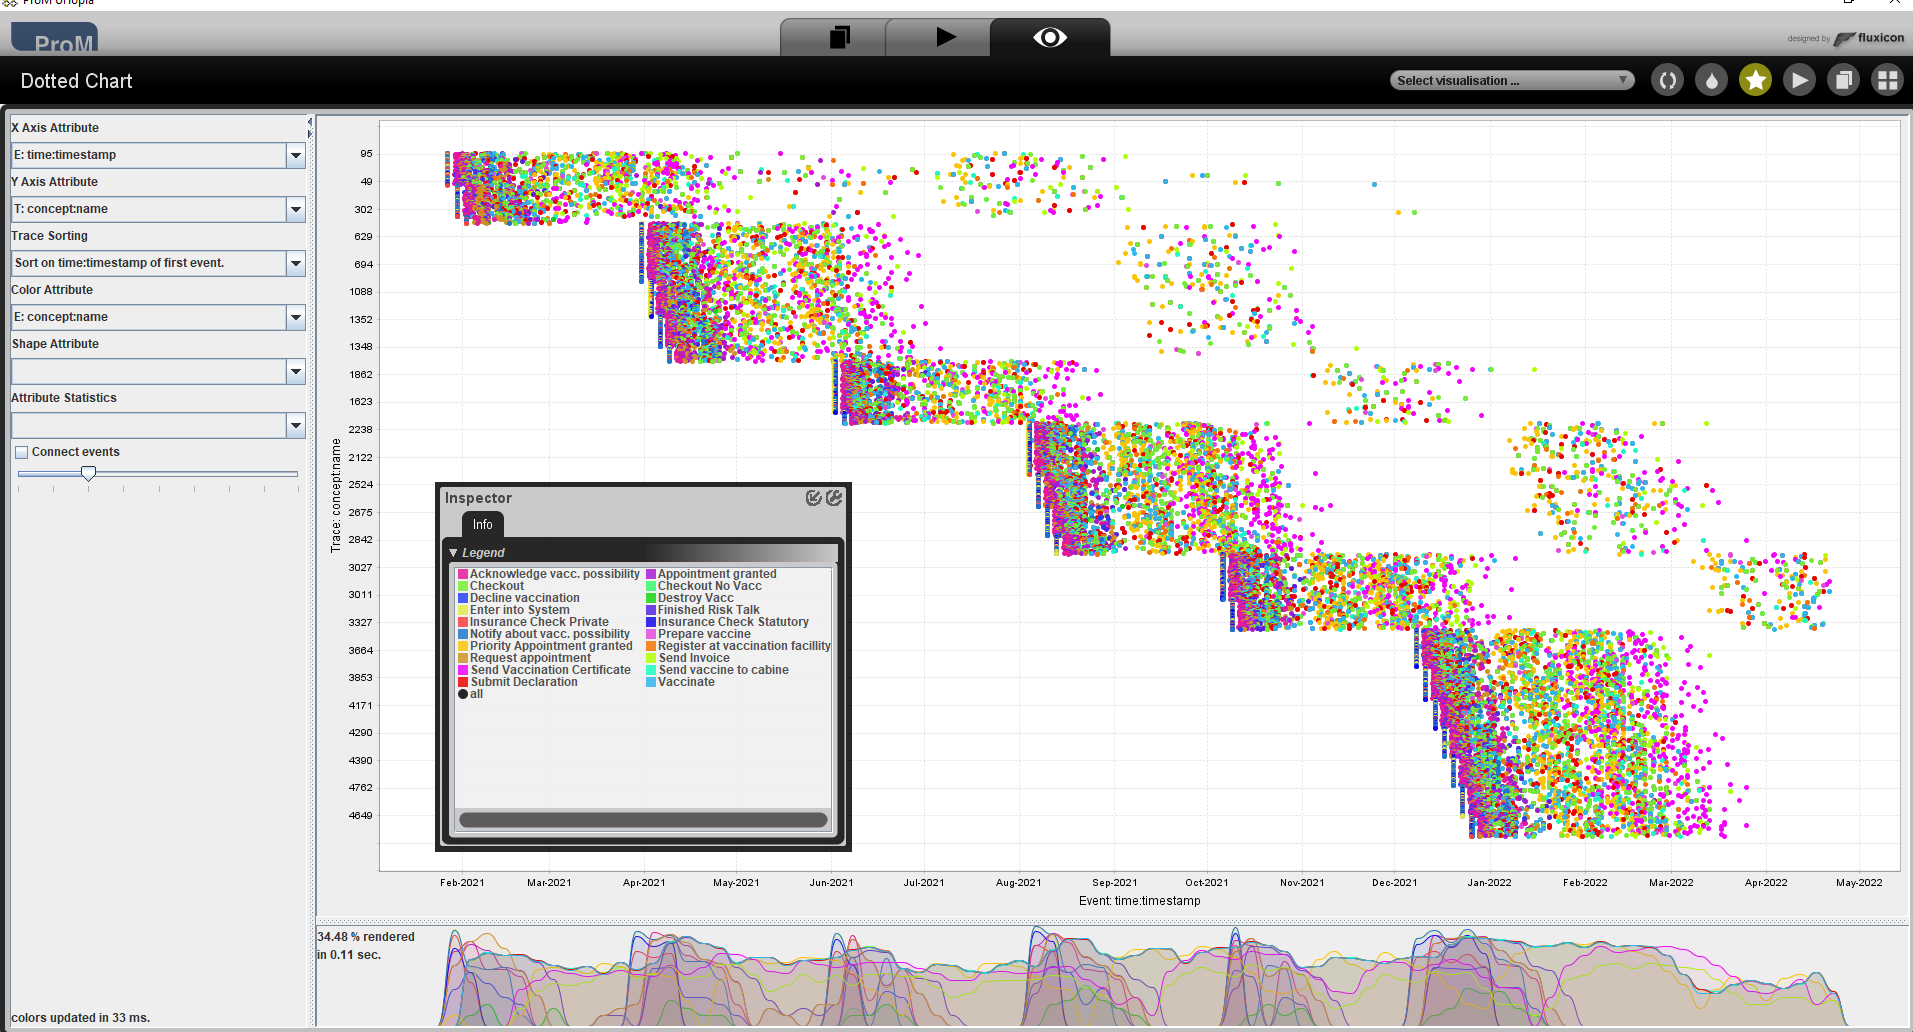 ProM UITopia
ProM
designed by fluxicon
Dotted Chart
Select visualisation ...
X Axis Attribute
E: time:timestamp
Y Axis Attribute
T: concept:name
Trace Sorting
Sort on time:timestamp of first event.
Color Attribute
E: concept:name
Shape Attribute
Attribute Statistics
Connect events
Trace: concept:name
95
49
302
629
694
1088
1352
1348
1862
1623
2238
2122
2524
2675
2842
3027
3011
3327
3664
3853
4171
4290
4390
4762
4649
Inspector
Info
Legend
Acknowledge vacc. possibility Appointment granted
Checkout Checkout No Vacc
Decline vaccination Destroy Vacc
Enter into System Finished Risk Talk
Insurance Check Private Insurance Check Statutory
Notify about vacc. possibility Prepare vaccine
Priority Appointment granted Register at vaccination facillity
Request appointment Send Invoice
Send Vaccination Certificate Send vaccine to cabine
Submit Declaration Vaccinate
all
Feb-2021 Mar-2021 Apr-2021 May-2021 Jun-2021 Jul-2021 Aug-2021 Sep-2021 Oct-2021 Nov-2021 Dec-2021 Jan-2022 Feb-2022 Mar-2022 Apr-2022 May-2022
Event: time:timestamp
34.48 % rendered
in 0.11 sec.
colors updated in 33 ms.